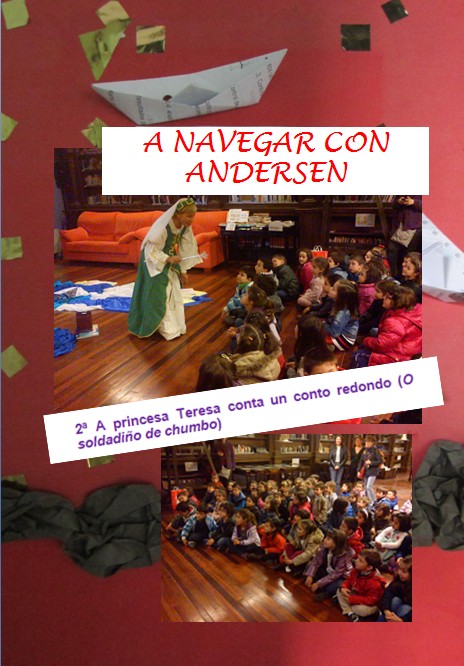 A NAVEGAR CON
ANDERSEN
2ª A princesa Teresa conta un conto redondo (O
soldadiño de chumbo)